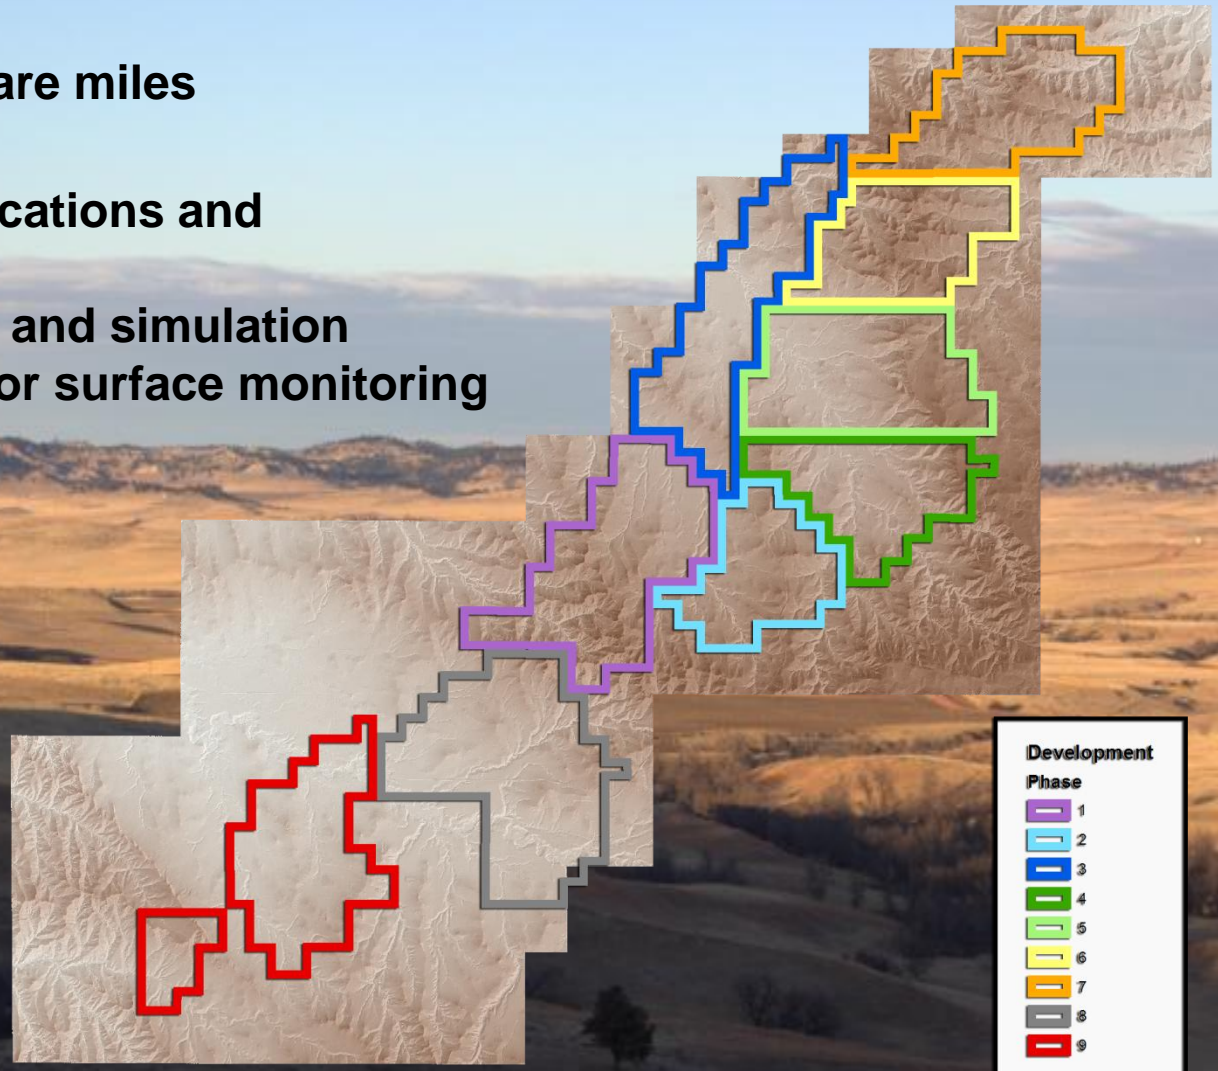 are miles
cations and
and simulation
or surface monitoring
Development
Phase
1
2
3
4
5
6
7
8
9